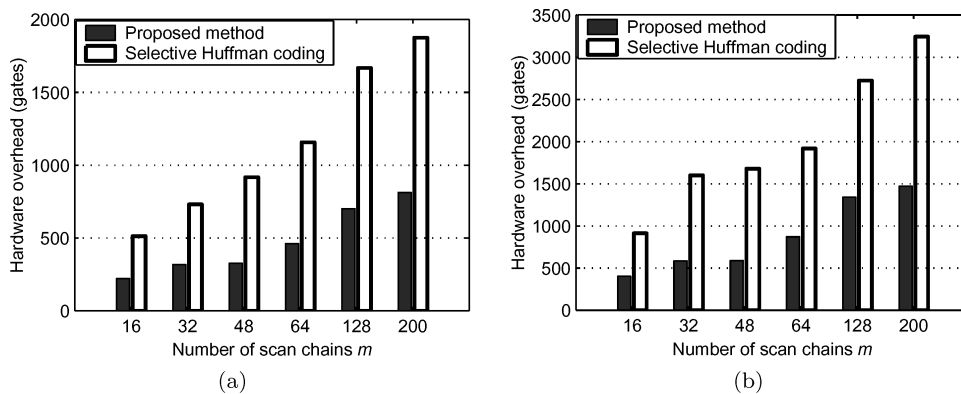 2000
1500
1000
500
0
Hardware overhead (gates)
Proposed method
Selective Huffman coding
16 32 48 64 128 200
Number of scan chains m
(a)
3500
3000
2500
2000
1500
1000
500
0
Hardware overhead (gates)
Proposed method
Selective Huffman coding
16 32 48 64 128 200
Number of scan chains m
(b)